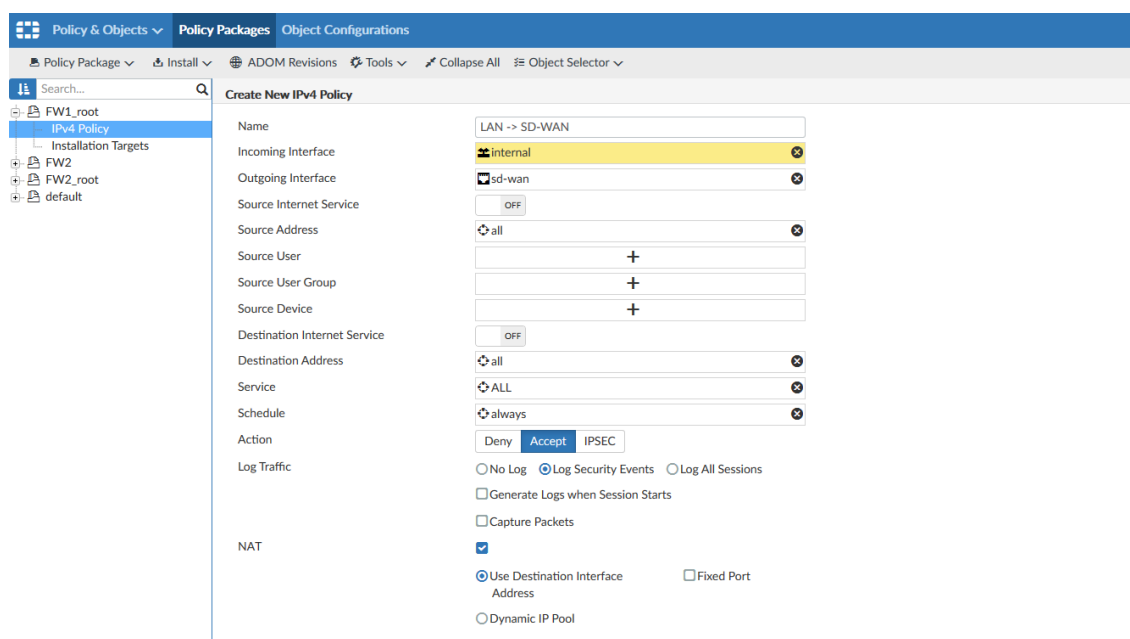 Policy & Objects Policy Packages Object Configurations
Policy Package Install ADOM Revisions Tools Collapse All Object Selector
Search...
FW1_root
IPv4 Policy
Installation Targets
FW2
FW2_root
default
Create New IPv4 Policy
Name LAN -> SD-WAN
Incoming Interface internal
Outgoing Interface sd-wan
Source Internet Service OFF
Source Address all
Source User
Source User Group
Source Device
Destination Internet Service OFF
Destination Address all
Service ALL
Schedule always
Action Deny Accept IPSEC
Log Traffic No Log Log Security Events Log All Sessions
Generate Logs when Session Starts
Capture Packets
NAT
Use Destination Interface Fixed Port
Address
Dynamic IP Pool